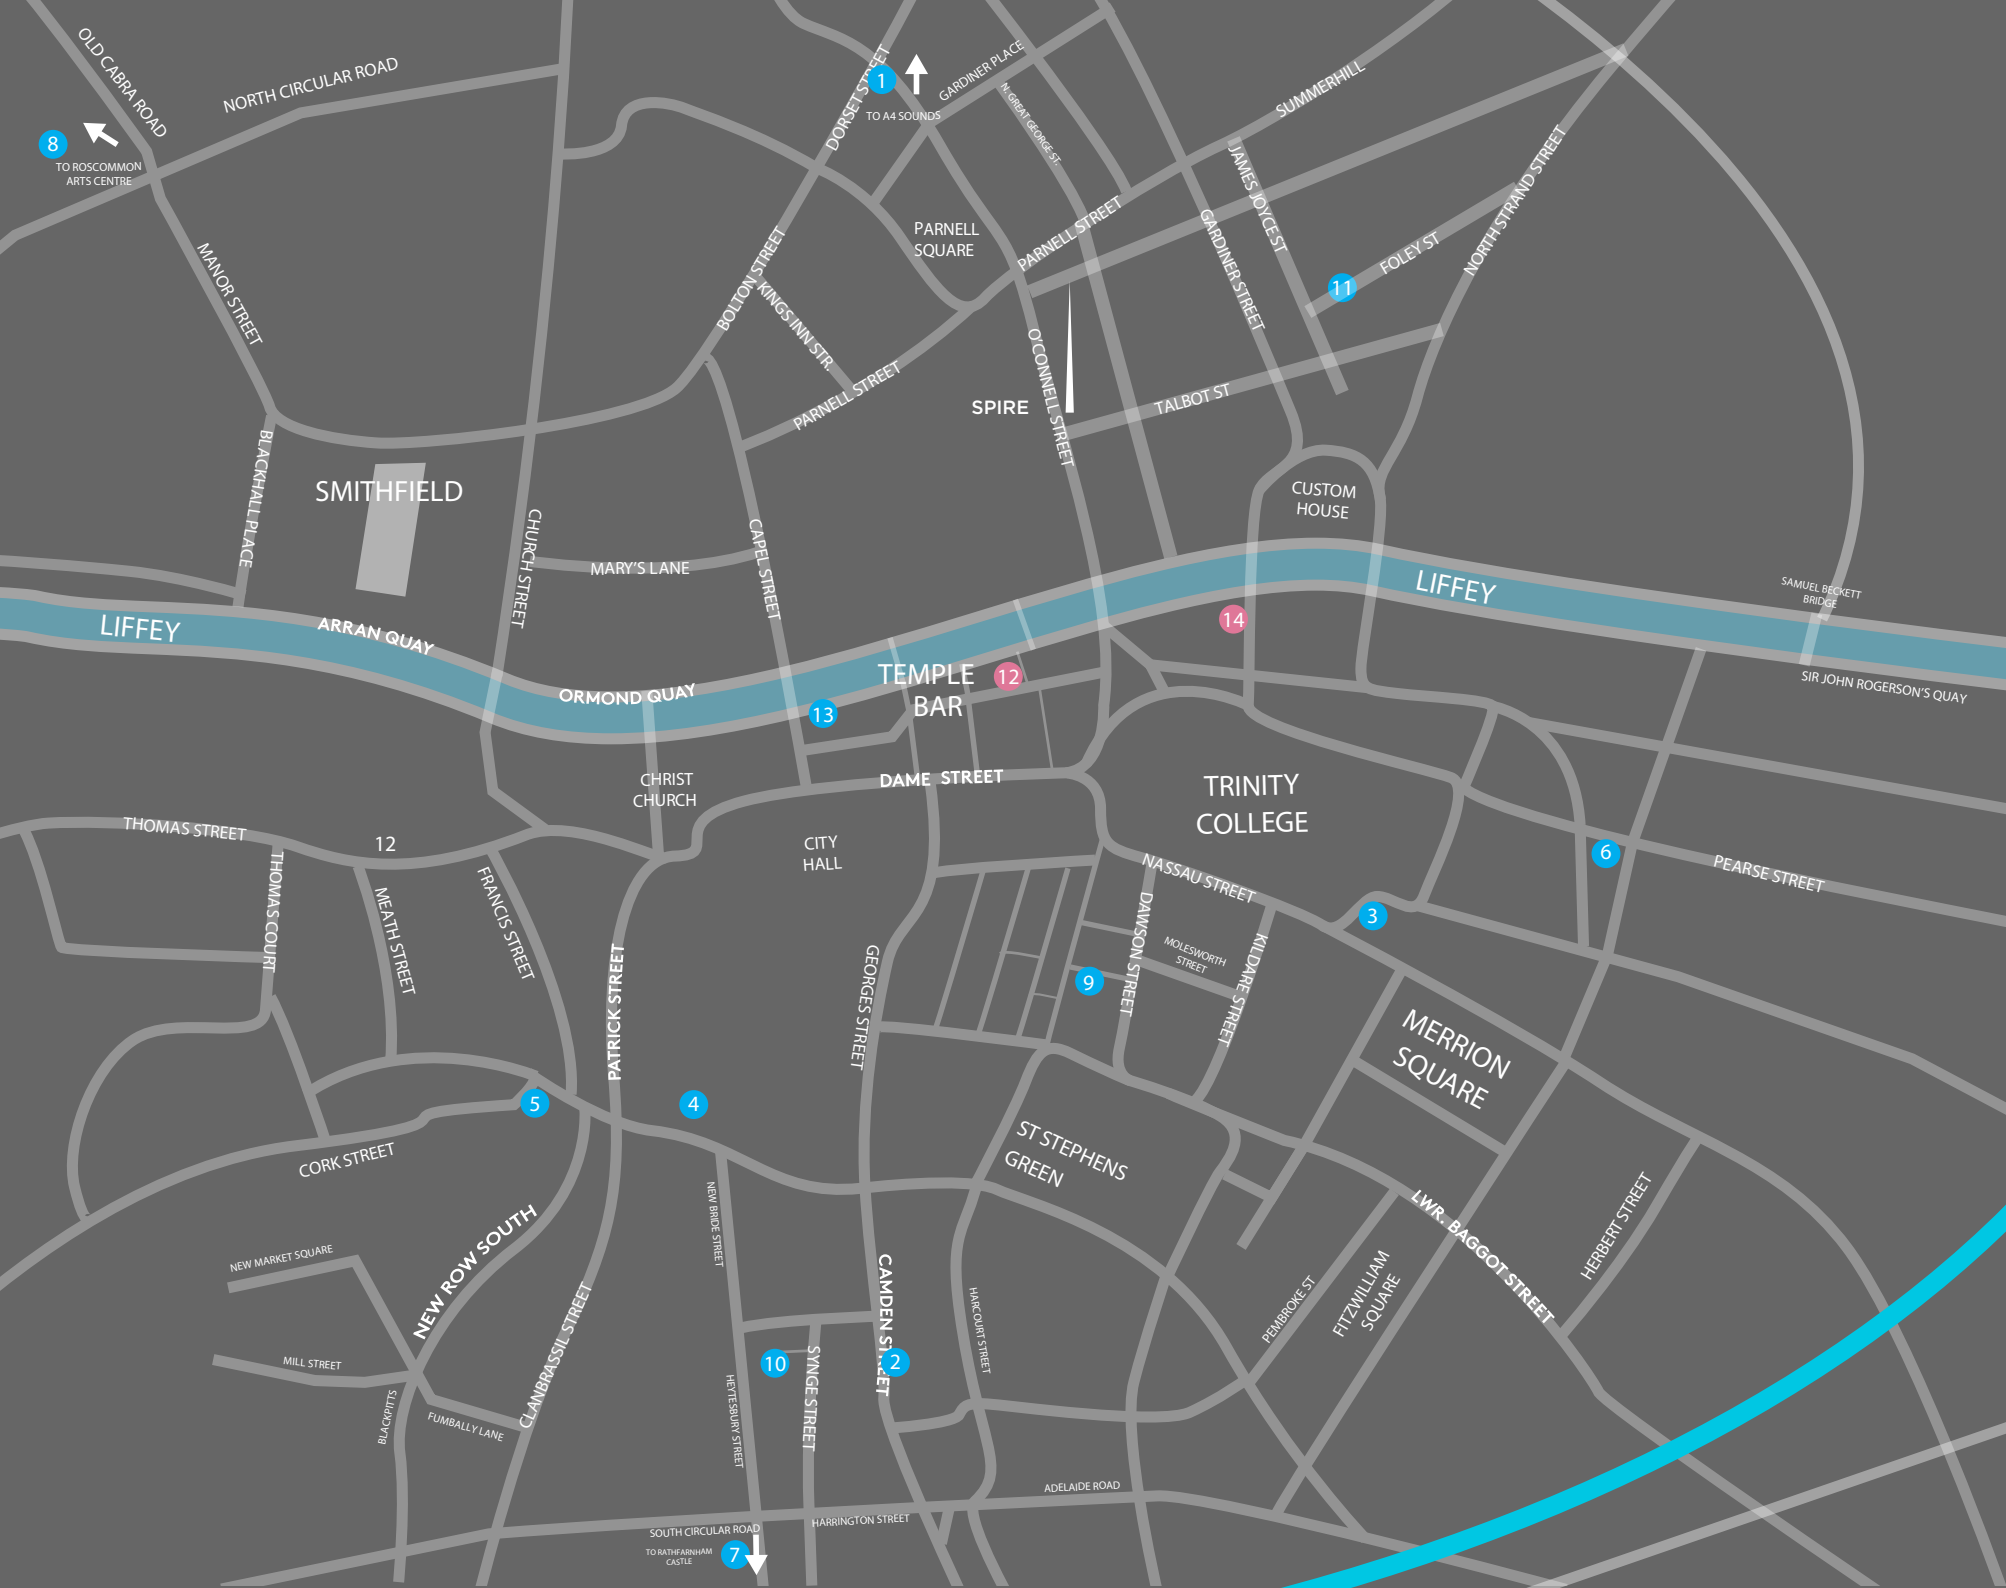 OLD CABRA ROAD
NORTH CIRCULAR ROAD
8
TO ROSCOMMON
ARTS CENTRE
MANOR STREET
DORSET STREET
1
TO A4 SOUNDS
GARDINER PLACE
N. GREAT GEORGE ST.
SUMMERHILL
JAMES JOYCE ST
NORTH STRAND STREET
PARNELL
SQUARE
PARNELL STREET
GARDINER STREET
FOLEY ST
11
BOLTON STREET
KINGS INN STR.
PARNELL STREET
O'CONNELL STREET
SPIRE
TALBOT ST
BLACKHALL PLACE
SMITHFIELD
CHURCH STREET
MARY'S LANE
CAPEL STREET
CUSTOM
HOUSE
LIFFEY
SAMUEL BECKETT
BRIDGE
LIFFEY
ARRAN QUAY
ORMOND QUAY
TEMPLE
BAR
12
14
13
SIR JOHN ROGERSON'S QUAY
CHRIST
CHURCH
DAME STREET
TRINITY
COLLEGE
THOMAS STREET
12
CITY
HALL
6
PEARSE STREET
THOMAS COURT
MEATH STREET
FRANCIS STREET
PATRICK STREET
GEORGES STREET
NASSAU STREET
DAWSON STREET
MOLESWORTH
STREET
KILDARE STREET
3
9
MERRION
SQUARE
5
4
CORK STREET
ST STEPHENS
GREEN
NEW MARKET SQUARE
NEW ROW SOUTH
NEW BRIDE STREET
CAMDEN STREET
HARCOURT STREET
PEMBROKE ST
FITZWILLIAM
SQUARE
LWR. BAGGOT STREET
HERBERT STREET
MILL STREET
BLACKPITTS
FUMBALLY LANE
CLANBRASSIL STREET
HEYTESBURY STREET
10
SYNGE STREET
2
ADELAIDE ROAD
SOUTH CIRCULAR ROAD
HARRINGTON STREET
TO RATHFARNHAM
CASTLE
7